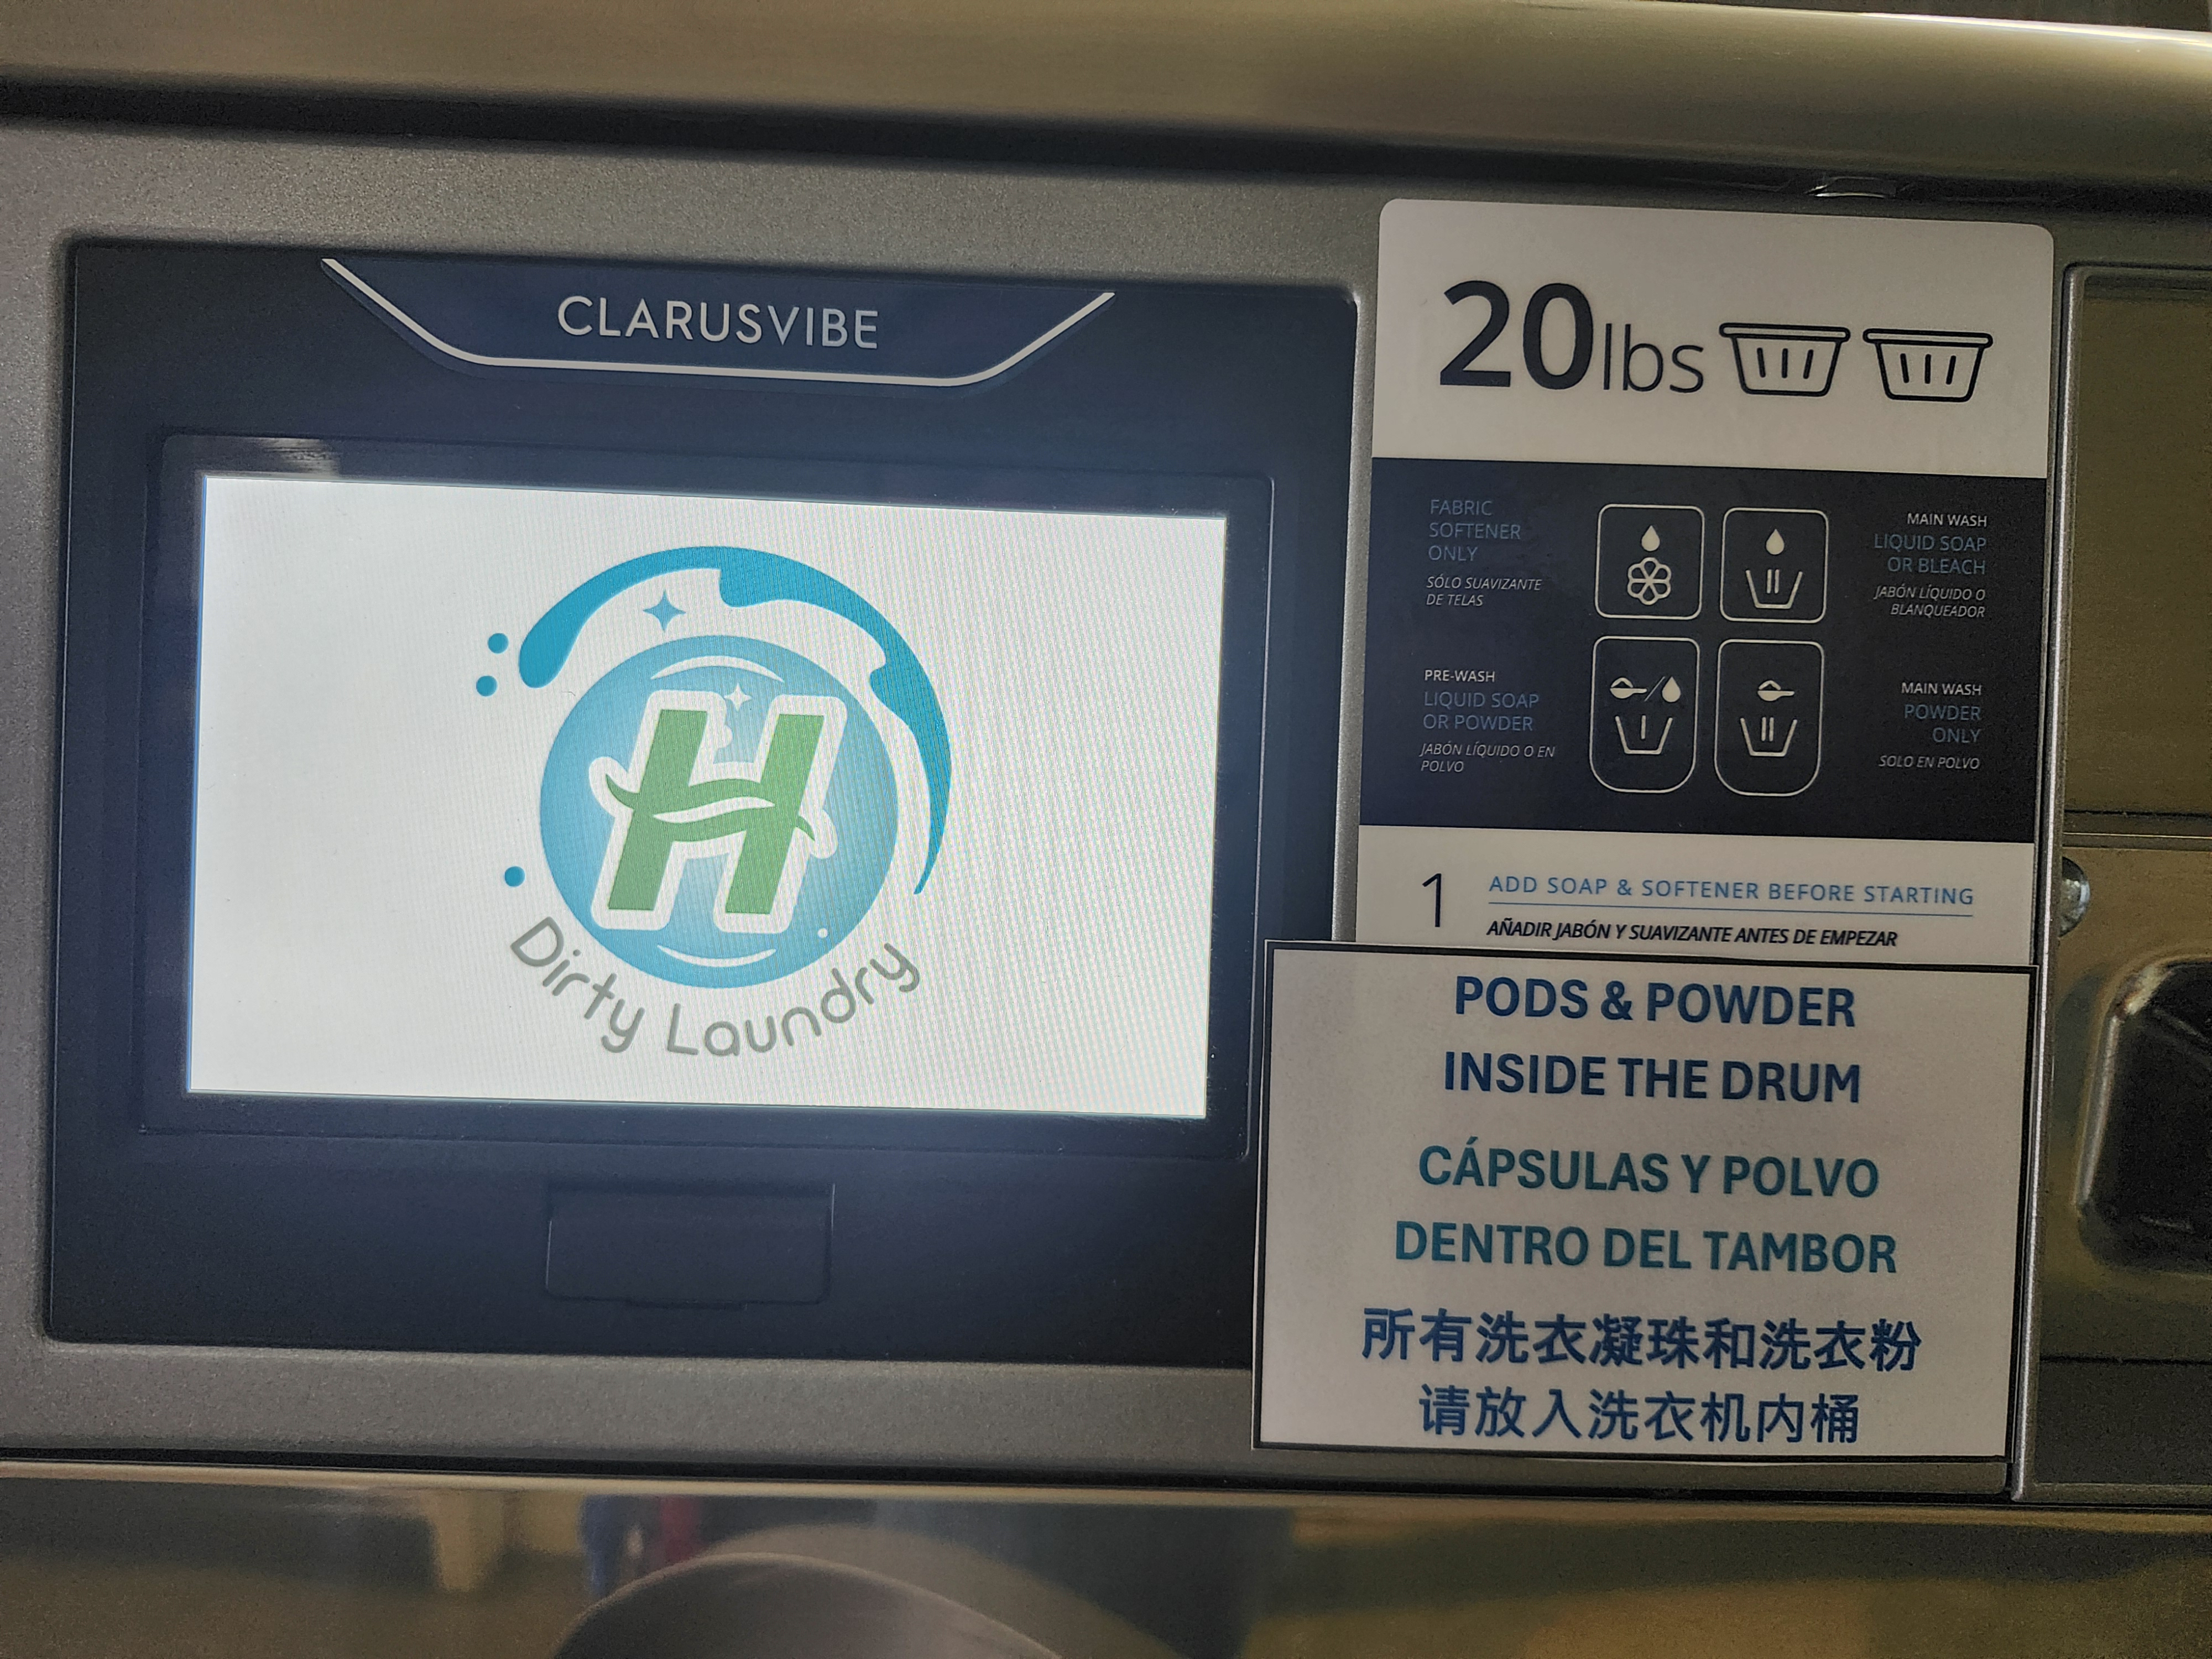 CLARUSVIBE
H
Dirty Laundry
20lbs
FABRIC
SOFTENER
ONLY
SÓLO SUAVIZANTE
DE TELAS
MAIN WASH
LIQUID SOAP
OR BLEACH
JABÓN LÍQUIDO O
BLANQUEADOR
PRE-WASH
LIQUID SOAP
OR POWDER
JABÓN LÍQUIDO O EN
POLVO
MAIN WASH
POWDER
ONLY
SOLO EN POLVO
1 ADD SOAP & SOFTENER BEFORE STARTING
AÑADIR JABÓN Y SUAVIZANTE ANTES DE EMPEZAR
PODS & POWDER
INSIDE THE DRUM
CÁPSULAS Y POLVO
DENTRO DEL TAMBOR
所有洗衣凝珠和洗衣粉
请放入洗衣机内桶